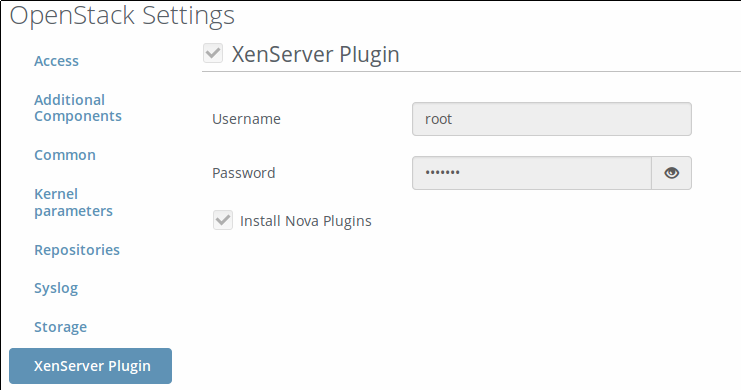 OpenStack Settings
Access
Additional
Components
Common
Kernel
parameters
Repositories
Syslog
Storage
XenServer Plugin
XenServer Plugin
Username
root
Password
•••••••
Install Nova Plugins